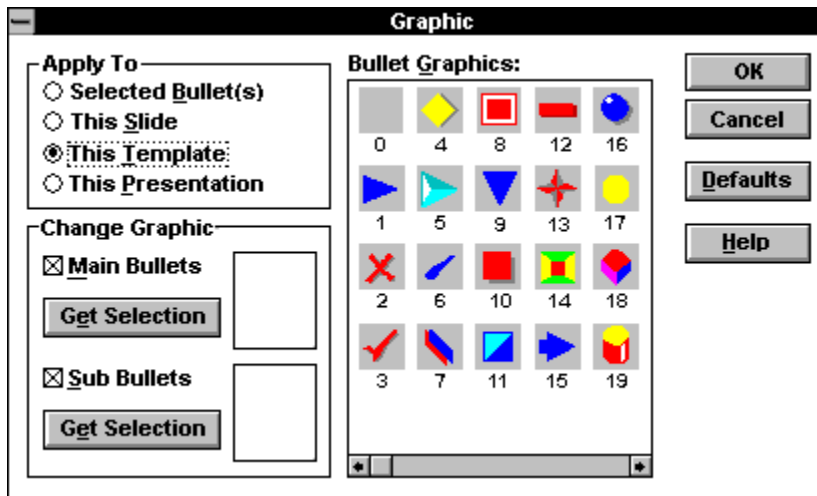 Graphic
Apply To
Selected Bullet(s)
This Slide
This Template
This Presentation
Change Graphic
Main Bullets
Get Selection
Sub Bullets
Get Selection
Bullet Graphics:
0 4 8 12 16
1 5 9 13 17
2 6 10 14 18
3 7 11 15 19
OK
Cancel
Defaults
Help